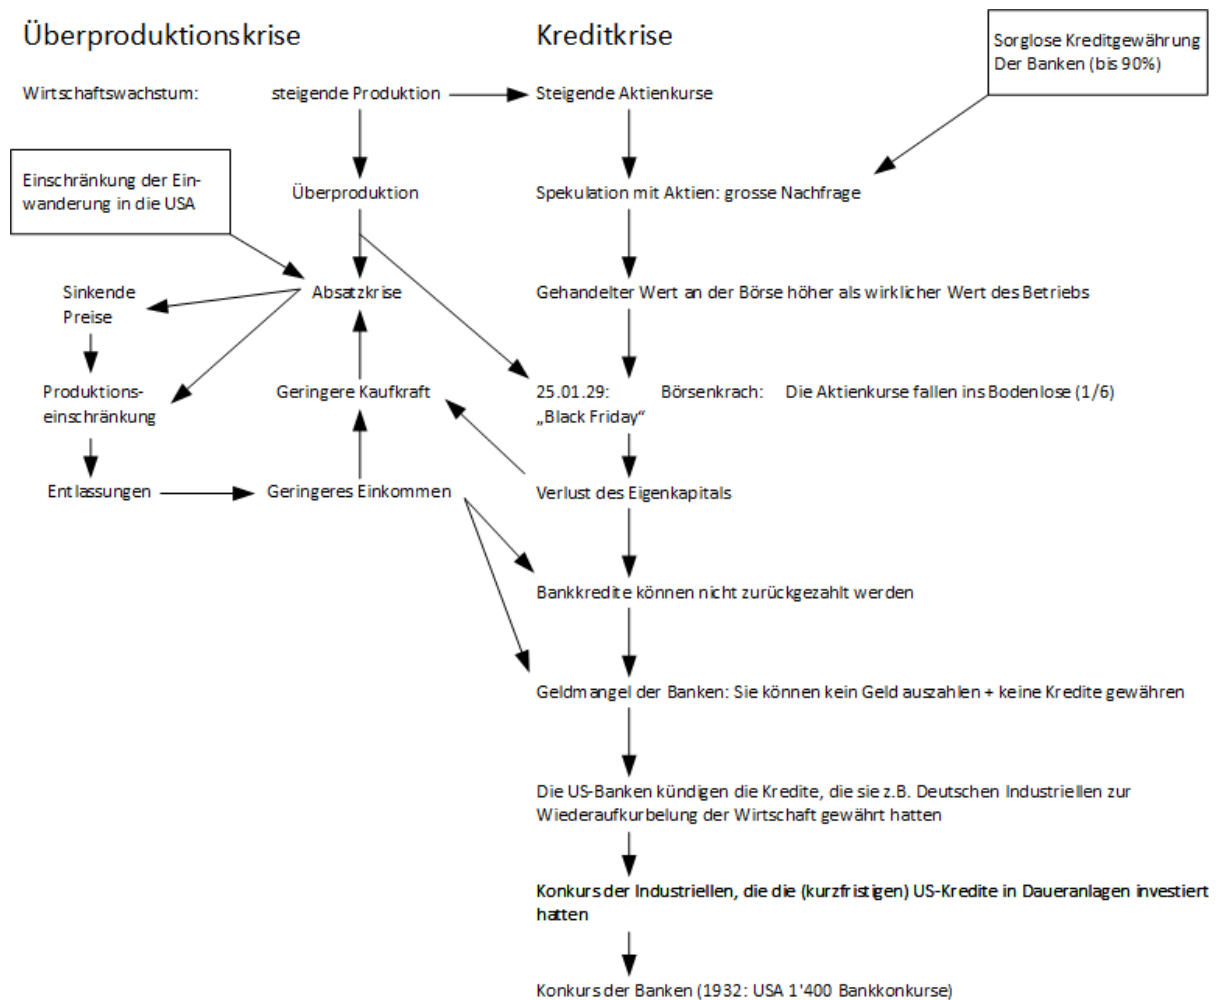 Überproduktionskrise
Kreditkrise
Sorglose Kreditgewährung
Der Banken (bis 90%)
Wirtschaftswachstum:
steigende Produktion
Steigende Aktienkurse
Einschränkung der Ein-
wanderung in die USA
Überproduktion
Spekulation mit Aktien: grosse Nachfrage
Sinkende
Preise
Absatzkrise
Gehandelter Wert an der Börse höher als wirklicher Wert des Betriebs
Produktions-
einschränkung
Geringere Kaufkraft
25.01.29: Börsenkrach: Die Aktienkurse fallen ins Bodenlose (1/6)
„Black Friday“
Entlassungen
Geringeres Einkommen
Verlust des Eigenkapitals
Bankkredite können nicht zurückgezahlt werden
Geldmangel der Banken: Sie können kein Geld auszahlen + keine Kredite gewähren
Die US-Banken kündigen die Kredite, die sie z.B. Deutschen Industriellen zur
Wiederaufkurbelung der Wirtschaft gewährt hatten
Konkurs der Industriellen, die die (kurzfristigen) US-Kredite in Daueranlagen investiert
hatten
Konkurs der Banken (1932: USA 1'400 Bankkonkurse)